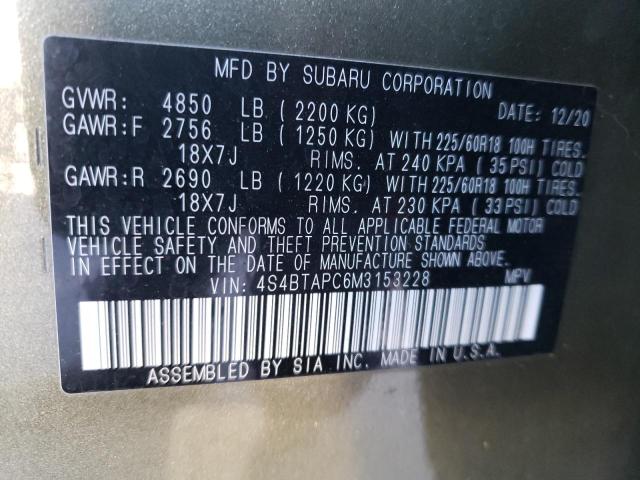 MFD BY SUBARU CORPORATION
GVWR: 4850 LB (2200 KG) DATE: 12/20
GAWR:F 2756 LB (1250 KG) WITH 225/60R18 100H TIRES.
18X7J RIMS. AT 240 KPA (35 PSI) COLD
GAWR:R 2690 LB (1220 KG) WITH 225/60R18 100H TIRES.
18X7J RIMS. AT 230 KPA (33 PSI) COLD
THIS VEHICLE CONFORMS TO ALL APPLICABLE FEDERAL MOTOR
VEHICLE SAFETY AND THEFT PREVENTION STANDARDS
IN EFFECT ON THE DATE OF MANUFACTURE SHOWN ABOVE.
VIN: 4S4BTAPC6M3153228 MPV
ASSEMBLED BY SIA INC. MADE IN U.S.A.